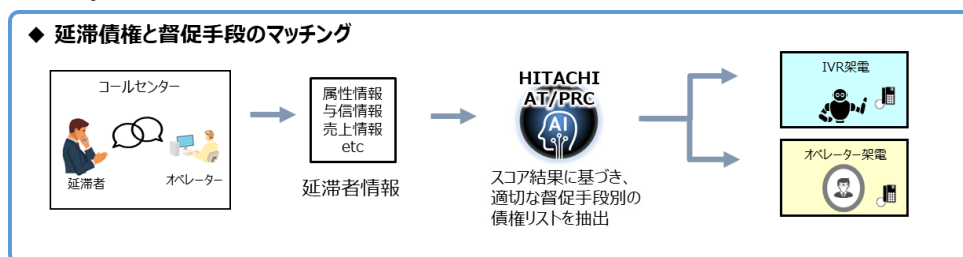 ◆ 延滞債権と督促手段のマッチング
コールセンター
延滞者
オペレーター
属性情報
与信情報
売上情報
etc
延滞者情報
HITACHI
AT/PRC
AI
スコア結果に基づき、
適切な督促手段別の
債権リストを抽出
IVR架電
オペレーター架電